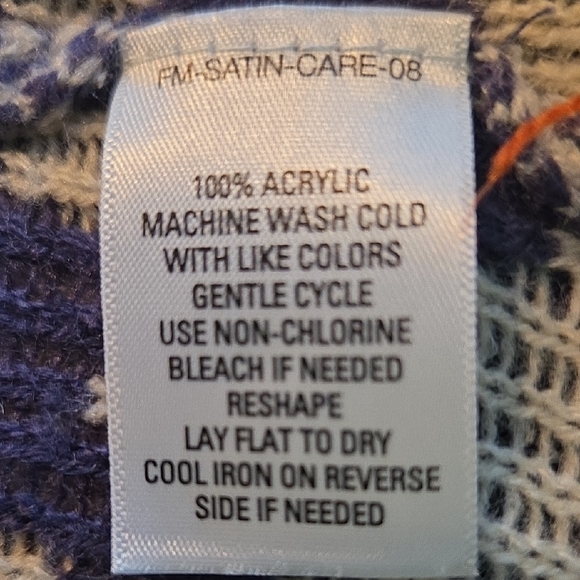 FM-SATIN-CARE-08
100% ACRYLIC
MACHINE WASH COLD
WITH LIKE COLORS
GENTLE CYCLE
USE NON-CHLORINE
BLEACH IF NEEDED
RESHAPE
LAY FLAT TO DRY
COOL IRON ON REVERSE
SIDE IF NEEDED